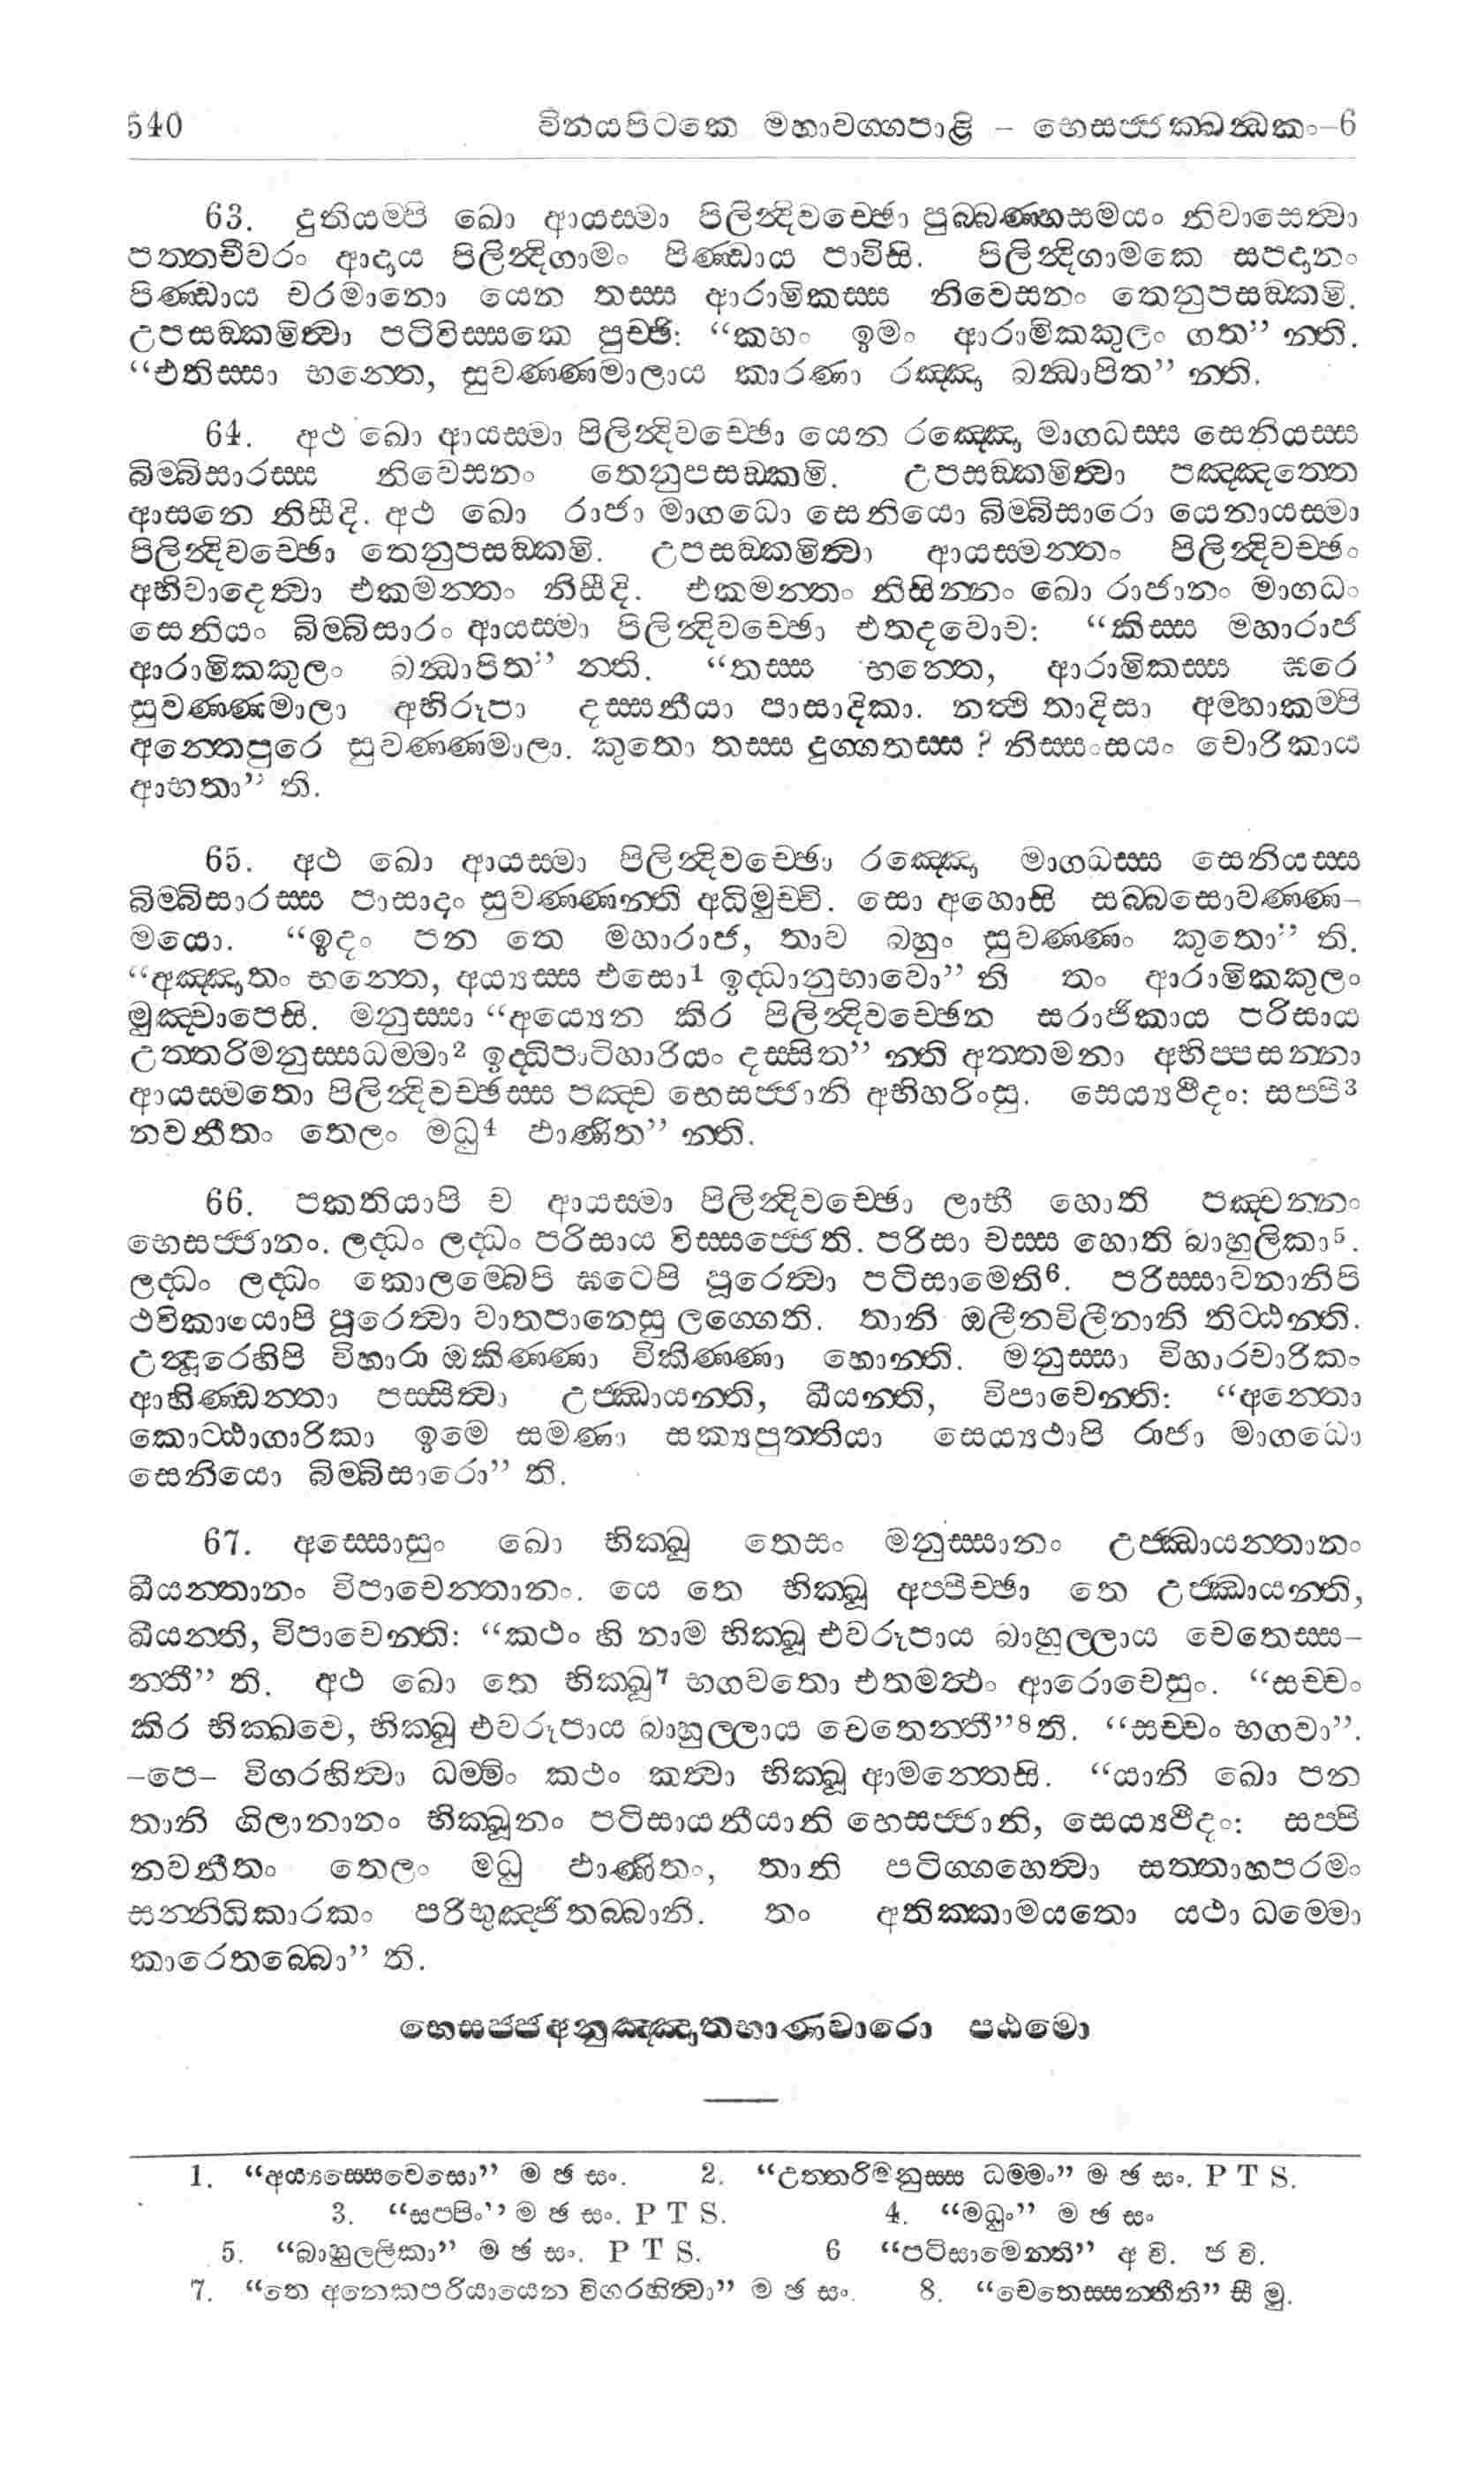 540 විනයපිටකෙ මහාවග්ගපාළි – භෙසජ්ජක්ඛන්ධකං–6
63. දුතියම්පි ඛො ආයස්මා පිලින්දිවච්ඡො පුබ්බණ්හසමයං නිවාසෙත්වා
පත්තචීවරං ආදාය පිලින්දිගාමං පිණ්ඩාය පාවිසි. පිලින්දිගාමකෙ සපදානං
පිණ්ඩාය චරමානො යෙන තස්ස ආරාමිකස්ස නිවෙසනං තෙනුපසඞ්කමි.
උපසඞ්කමිත්වා පටිවිස්සකෙ පුච්ඡි: “කහං ඉමං ආරාමිකකුලං ගත” න්ති.
“එතිස්සා භන්තෙ, සුවණ්ණමාලාය කාරණා රඤ්ඤා බන්ධාපිත” න්ති.
64. අථ ඛො ආයස්මා පිලින්දිවච්ඡො යෙන රඤ්ඤො මාගධස්ස සෙනියස්ස
බිම්බිසාරස්ස නිවෙසනං තෙනුපසඞ්කමි. උපසඞ්කමිත්වා පඤ්ඤත්තෙ
ආසනෙ නිසීදි. අථ ඛො රාජා මාගධො සෙනියො බිම්බිසාරො යෙනායස්මා
පිලින්දිවච්ඡො තෙනුපසඞ්කමි. උපසඞ්කමිත්වා ආයස්මන්තං පිලින්දිවච්ඡං
අභිවාදෙත්වා එකමන්තං නිසීදි. එකමන්තං නිසින්නං ඛො රාජානං මාගධං
සෙනියං බිම්බිසාරං ආයස්මා පිලින්දිවච්ඡො එතදවොච: “කිස්ස මහාරාජ
ආරාමිකකුලං බන්ධාපිත” න්ති. “තස්ස භන්තෙ, ආරාමිකස්ස ඝරෙ
සුවණ්ණමාලා අභිරූපා දස්සනීයා පාසාදිකා. නත්ථි තාදිසා අම්හාකම්පි
අන්තෙපුරෙ සුවණ්ණමාලා. කුතො තස්ස දුග්ගතස්ස ? නිස්සංසයං චොරිකාය
ආභතා” ති.
65. අථ ඛො ආයස්මා පිලින්දිවච්ඡො රඤ්ඤො මාගධස්ස සෙනියස්ස
බිම්බිසාරස්ස පාසාදං සුවණ්ණන්ති අධිමුච්චි. සො අහොසි සබ්බසොවණ්ණ–
මයො. “ඉදං පන තෙ මහාරාජ, තාව බහුං සුවණ්ණං කුතො” ති.
“අඤ්ඤාතං භන්තෙ, අය්‍යස්ස එසො1 ඉද්ධානුභාවො” ති තං ආරාමිකකුලං
මුඤ්චාපෙසි. මනුස්සා “අය්‍යෙන කිර පිලින්දිවච්ඡෙන සරාජිකාය පරිසාය
උත්තරිමනුස්සධම්මා2 ඉද්ධිපාටිහාරියං දස්සිත” න්ති අත්තමනා අභිප්පසන්නා
ආයස්මතො පිලින්දිවච්ඡස්ස පඤ්ච භෙසජ්ජානි අභිහරිංසු. සෙය්‍යථීදං: සප්පි3
නවනීතං තෙලං මධු4 ඵාණිත” න්ති.
66. පකතියාපි ච ආයස්මා පිලින්දිවච්ඡො ලාභී හොති පඤ්චන්නං
භෙසජ්ජානං. ලද්ධං ලද්ධං පරිසාය විස්සජ්ජෙති. පරිසා චස්ස හොති බාහුලිකා5.
ලද්ධං ලද්ධං කොලම්බෙපි ඝටෙපි පූරෙත්වා පටිසාමෙති6. පරිස්සාවනානිපි
ථවිකායොපි පූරෙත්වා වාතපානෙසු ලග්ගෙති. තානි ඔලීනවිලීනානි තිට්ඨන්ති.
උන්දූරෙහිපි විහාරා ඔකිණ්ණා විකිණ්ණා හොන්ති. මනුස්සා විහාරචාරිකං
ආහිණ්ඩන්තා පස්සිත්වා උජ්ඣායන්ති, ඛීයන්ති, විපාචෙන්ති: “අන්තො
කොට්ඨාගාරිකා ඉමෙ සමණා සක්‍යපුත්තියා සෙය්‍යථාපි රාජා මාගධො
සෙනියො බිම්බිසාරො” ති.
67. අස්සොසුං ඛො භික්ඛූ තෙසං මනුස්සානං උජ්ඣායන්තානං
ඛීයන්තානං විපාචෙන්තානං. යෙ තෙ භික්ඛූ අප්පිච්ඡා තෙ උජ්ඣායන්ති,
ඛීයන්ති, විපාචෙන්ති: “කථං හි නාම භික්ඛූ එවරූපාය බාහුල්ලාය චෙතෙස්ස–
න්තී” ති. අථ ඛො තෙ භික්ඛූ7 භගවතො එතමත්ථං ආරොචෙසුං. “සච්චං
කිර භික්ඛවෙ, භික්ඛූ එවරූපාය බාහුල්ලාය චෙතෙන්තී”8ති. “සච්චං භගවා”.
–පෙ– විගරහිත්වා ධම්මිං කථං කත්වා භික්ඛූ ආමන්තෙසි. “යානි ඛො පන
තානි ගිලානානං භික්ඛූනං පටිසායනීයානි භෙසජ්ජානි, සෙය්‍යථීදං: සප්පි
නවනීතං තෙලං මධු ඵාණිතං, තානි පටිග්ගහෙත්වා සත්තාහපරමං
සන්නිධිකාරකං පරිභුඤ්ජිතබ්බානි. තං අතික්කාමයතො යථා ධම්මො
කාරෙතබ්බො” ති.
භෙසජ්ජඅනුඤ්ඤාතභාණවාරො පඨමො
1. “අය්‍යස්සෙවෙසො” ම ඡ සං. 2. “උත්තරිමනුස්ස ධම්මං” ම ඡ සං. P T S.
3. “සප්පිං” ම ඡ සං. P T S. 4. “මධුං” ම ඡ සං
5. “බාහුල්ලිකා” ම ඡ සං. P T S. 6 “පටිසාමෙන්ති” අ වි. ජ වි.
7. “තෙ අනෙකපරියායෙන විගරහිත්වා” ම ඡ සං. 8. “චෙතෙස්සන්තීති” සී මු.